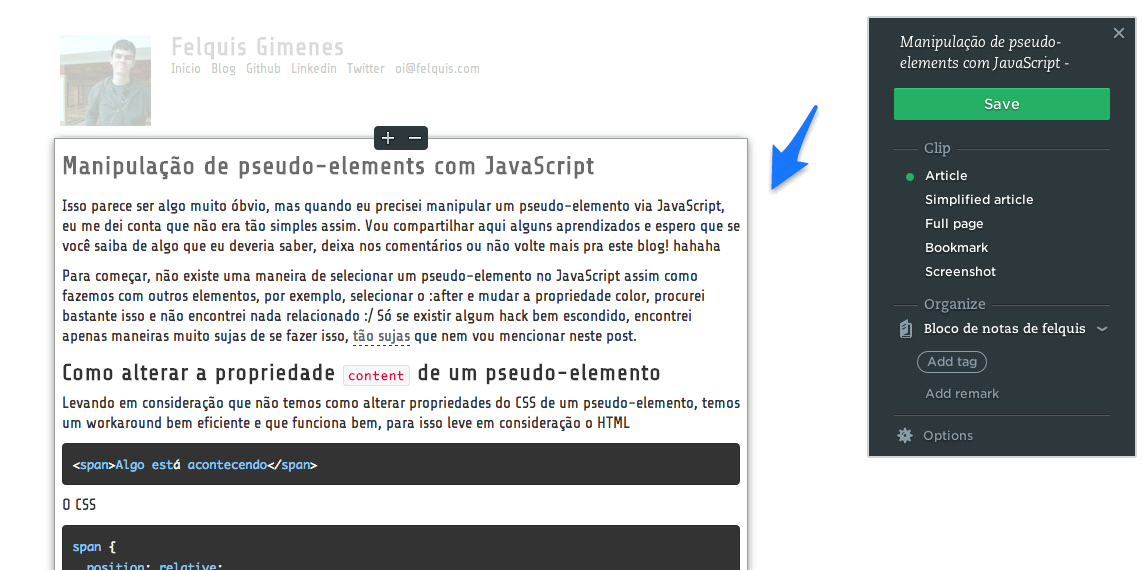 Felquis Gimenes
Inicio Blog Github Linkedin Twitter oi@felquis.com
Manipulação de pseudo-elements com JavaScript
Isso parece ser algo muito óbvio, mas quando eu precisei manipular um pseudo-elemento via JavaScript,
eu me dei conta que não era tão simples assim. Vou compartilhar aqui alguns aprendizados e espero que se
você saiba de algo que eu deveria saber, deixa nos comentários ou não volte mais pra este blog! hahaha
Para começar, não existe uma maneira de selecionar um pseudo-elemento no JavaScript assim como
fazemos com outros elementos, por exemplo, selecionar o :after e mudar a propriedade color, procurei
bastante isso e não encontrei nada relacionado :/ Só se existir algum hack bem escondido, encontrei
apenas maneiras muito sujas de se fazer isso, tão sujas que nem vou mencionar neste post.
Como alterar a propriedade content de um pseudo-elemento
Levando em consideração que não temos como alterar propriedades do CSS de um pseudo-elemento, temos
um workaround bem eficiente e que funciona bem, para isso leve em consideração o HTML
<span>Algo está acontecendo</span>
O CSS
span {
position: relative;
Manipulação de pseudo-
elements com JavaScript -
Save
Clip
Article
Simplified article
Full page
Bookmark
Screenshot
Organize
Bloco de notas de felquis
Add tag
Add remark
Options